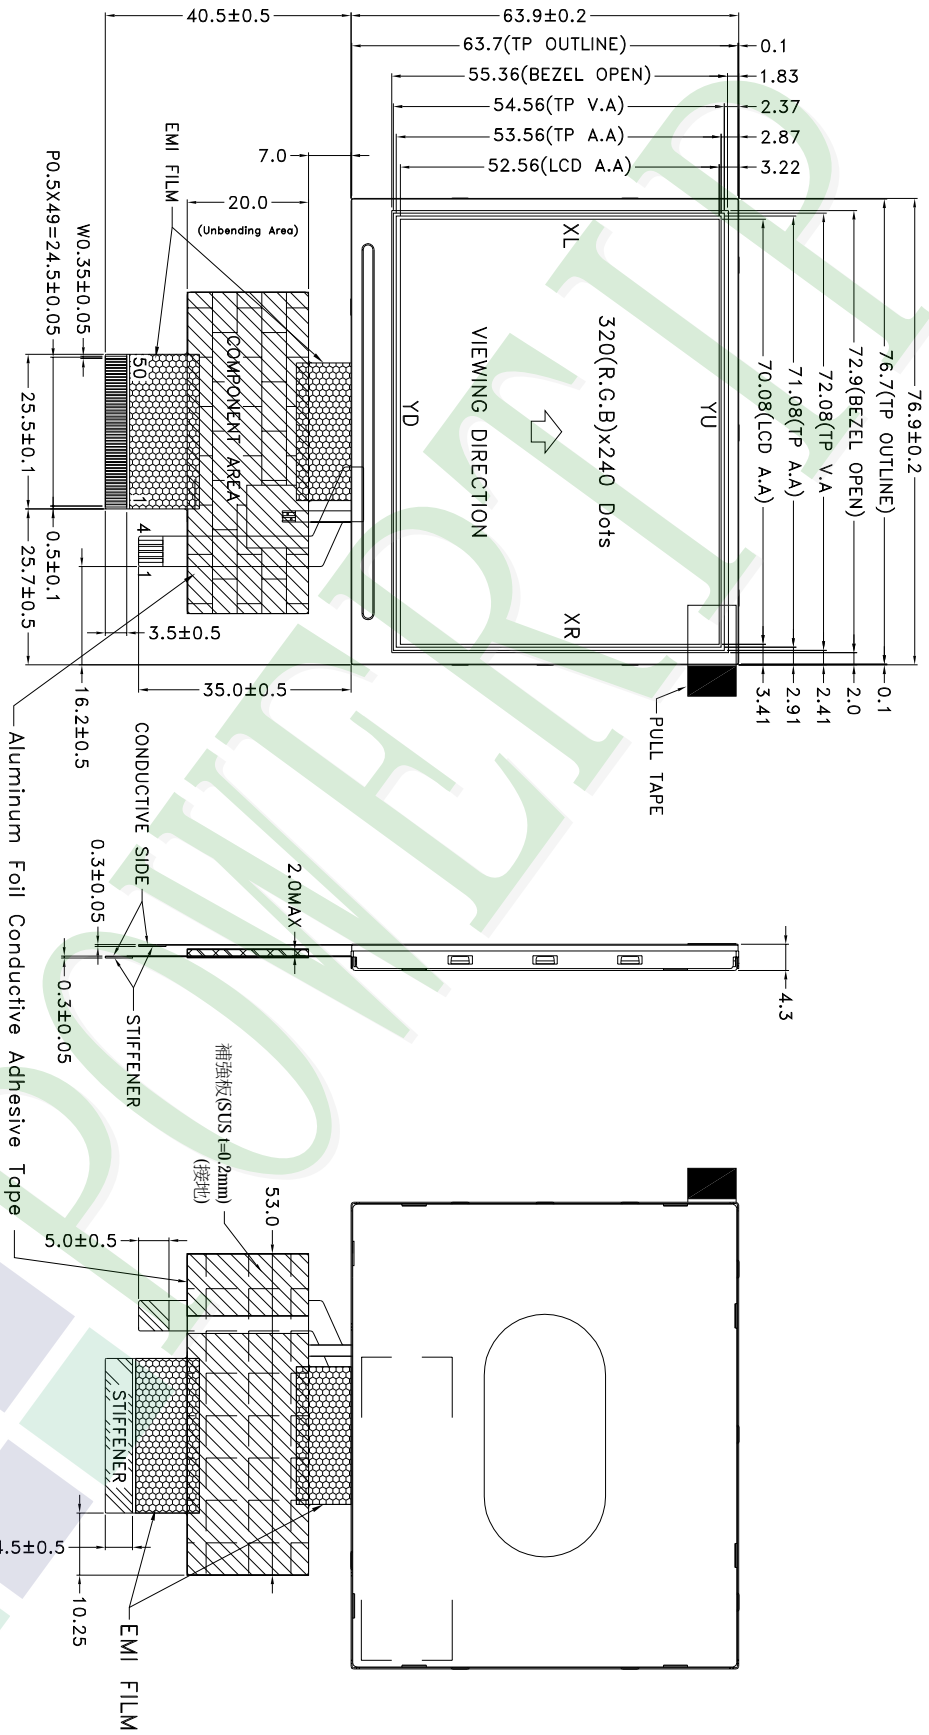 40.5±0.5
63.9±0.2
63.7(TP OUTLINE)
0.1
55.36(BEZEL OPEN)
1.83
54.56(TP V.A)
2.37
53.56(TP A.A)
2.87
52.56(LCD A.A)
3.22
7.0
20.0
(Unbending Area)
EMI FILM
P0.5X49=24.5±0.05
W0.35±0.05
25.5±0.1
0.5±0.1
25.7±0.5
3.5±0.5
16.2±0.5
35.0±0.5
50
1
4
1
COMPONENT AREA
XL
320(R.G.B)x240 Dots
VIEWING DIRECTION
YD
YU
XR
76.9±0.2
76.7(TP OUTLINE)
72.9(BEZEL OPEN)
72.08(TP V.A
71.08(TP A.A)
70.08(LCD A.A)
0.1
2.0
2.41
2.91
3.41
PULL TAPE
CONDUCTIVE SIDE
0.3±0.05
2.0MAX
0.3±0.05
STIFFENER
4.3
Aluminum Foil Conductive Adhesive Tape
補強板(SUS t=0.2mm)
(接地)
53.0
5.0±0.5
STIFFENER
4.5±0.5
10.25
EMI FILM
POWERTIP